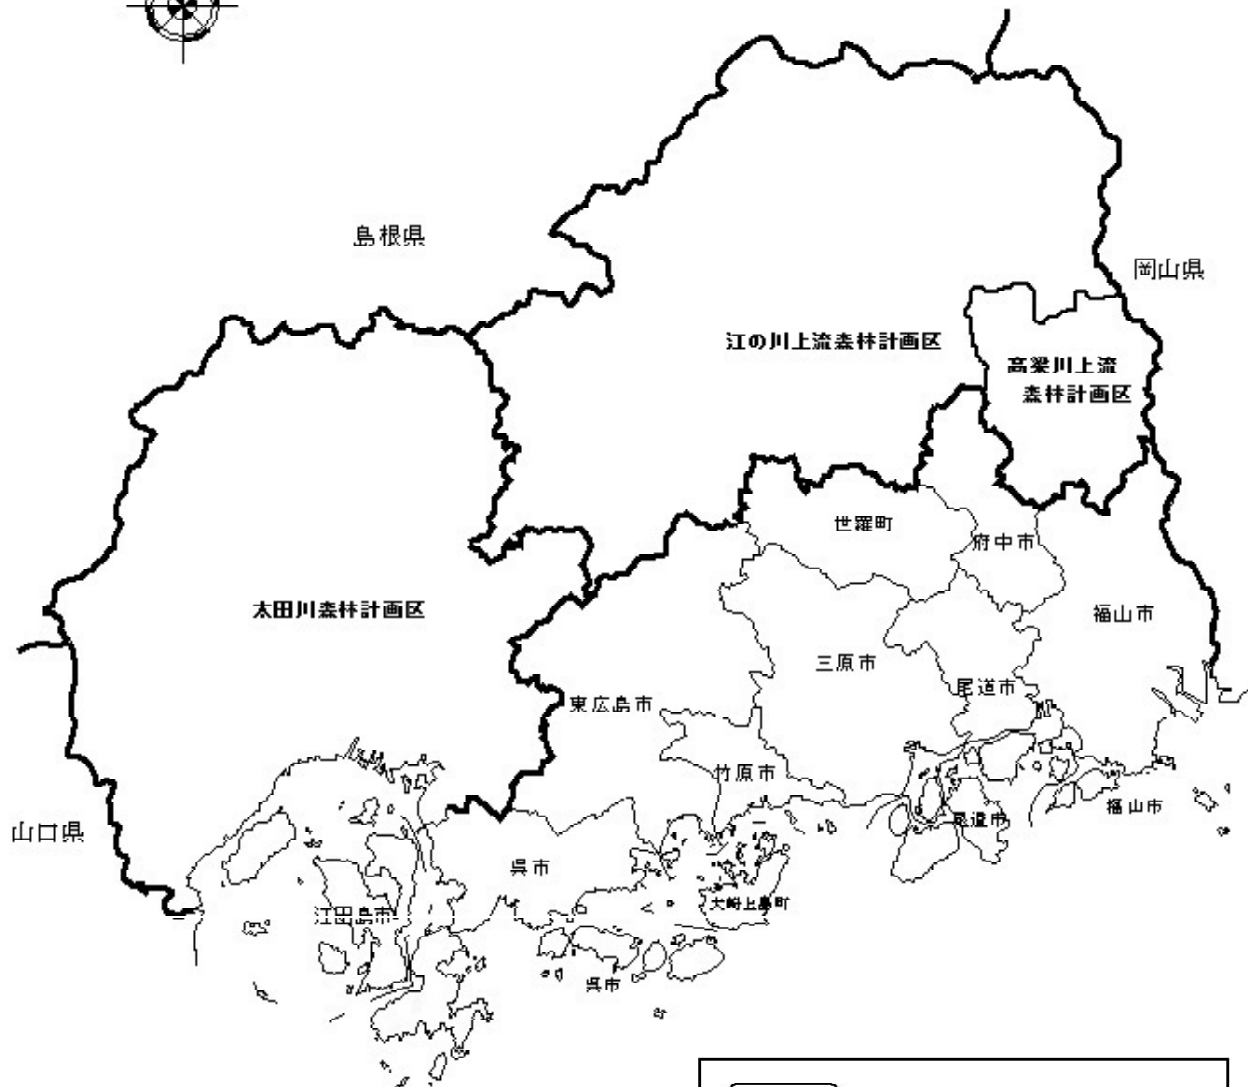 島根県
岡山県
江の川上流森林計画区
高梁川上流
森林計画区
世羅町
府中市
太田川森林計画区
福山市
三原市
尾道市
東広島市
竹原市
福山市
尾道市
山口県
呉市
大崎上島町
江田島市
呉市